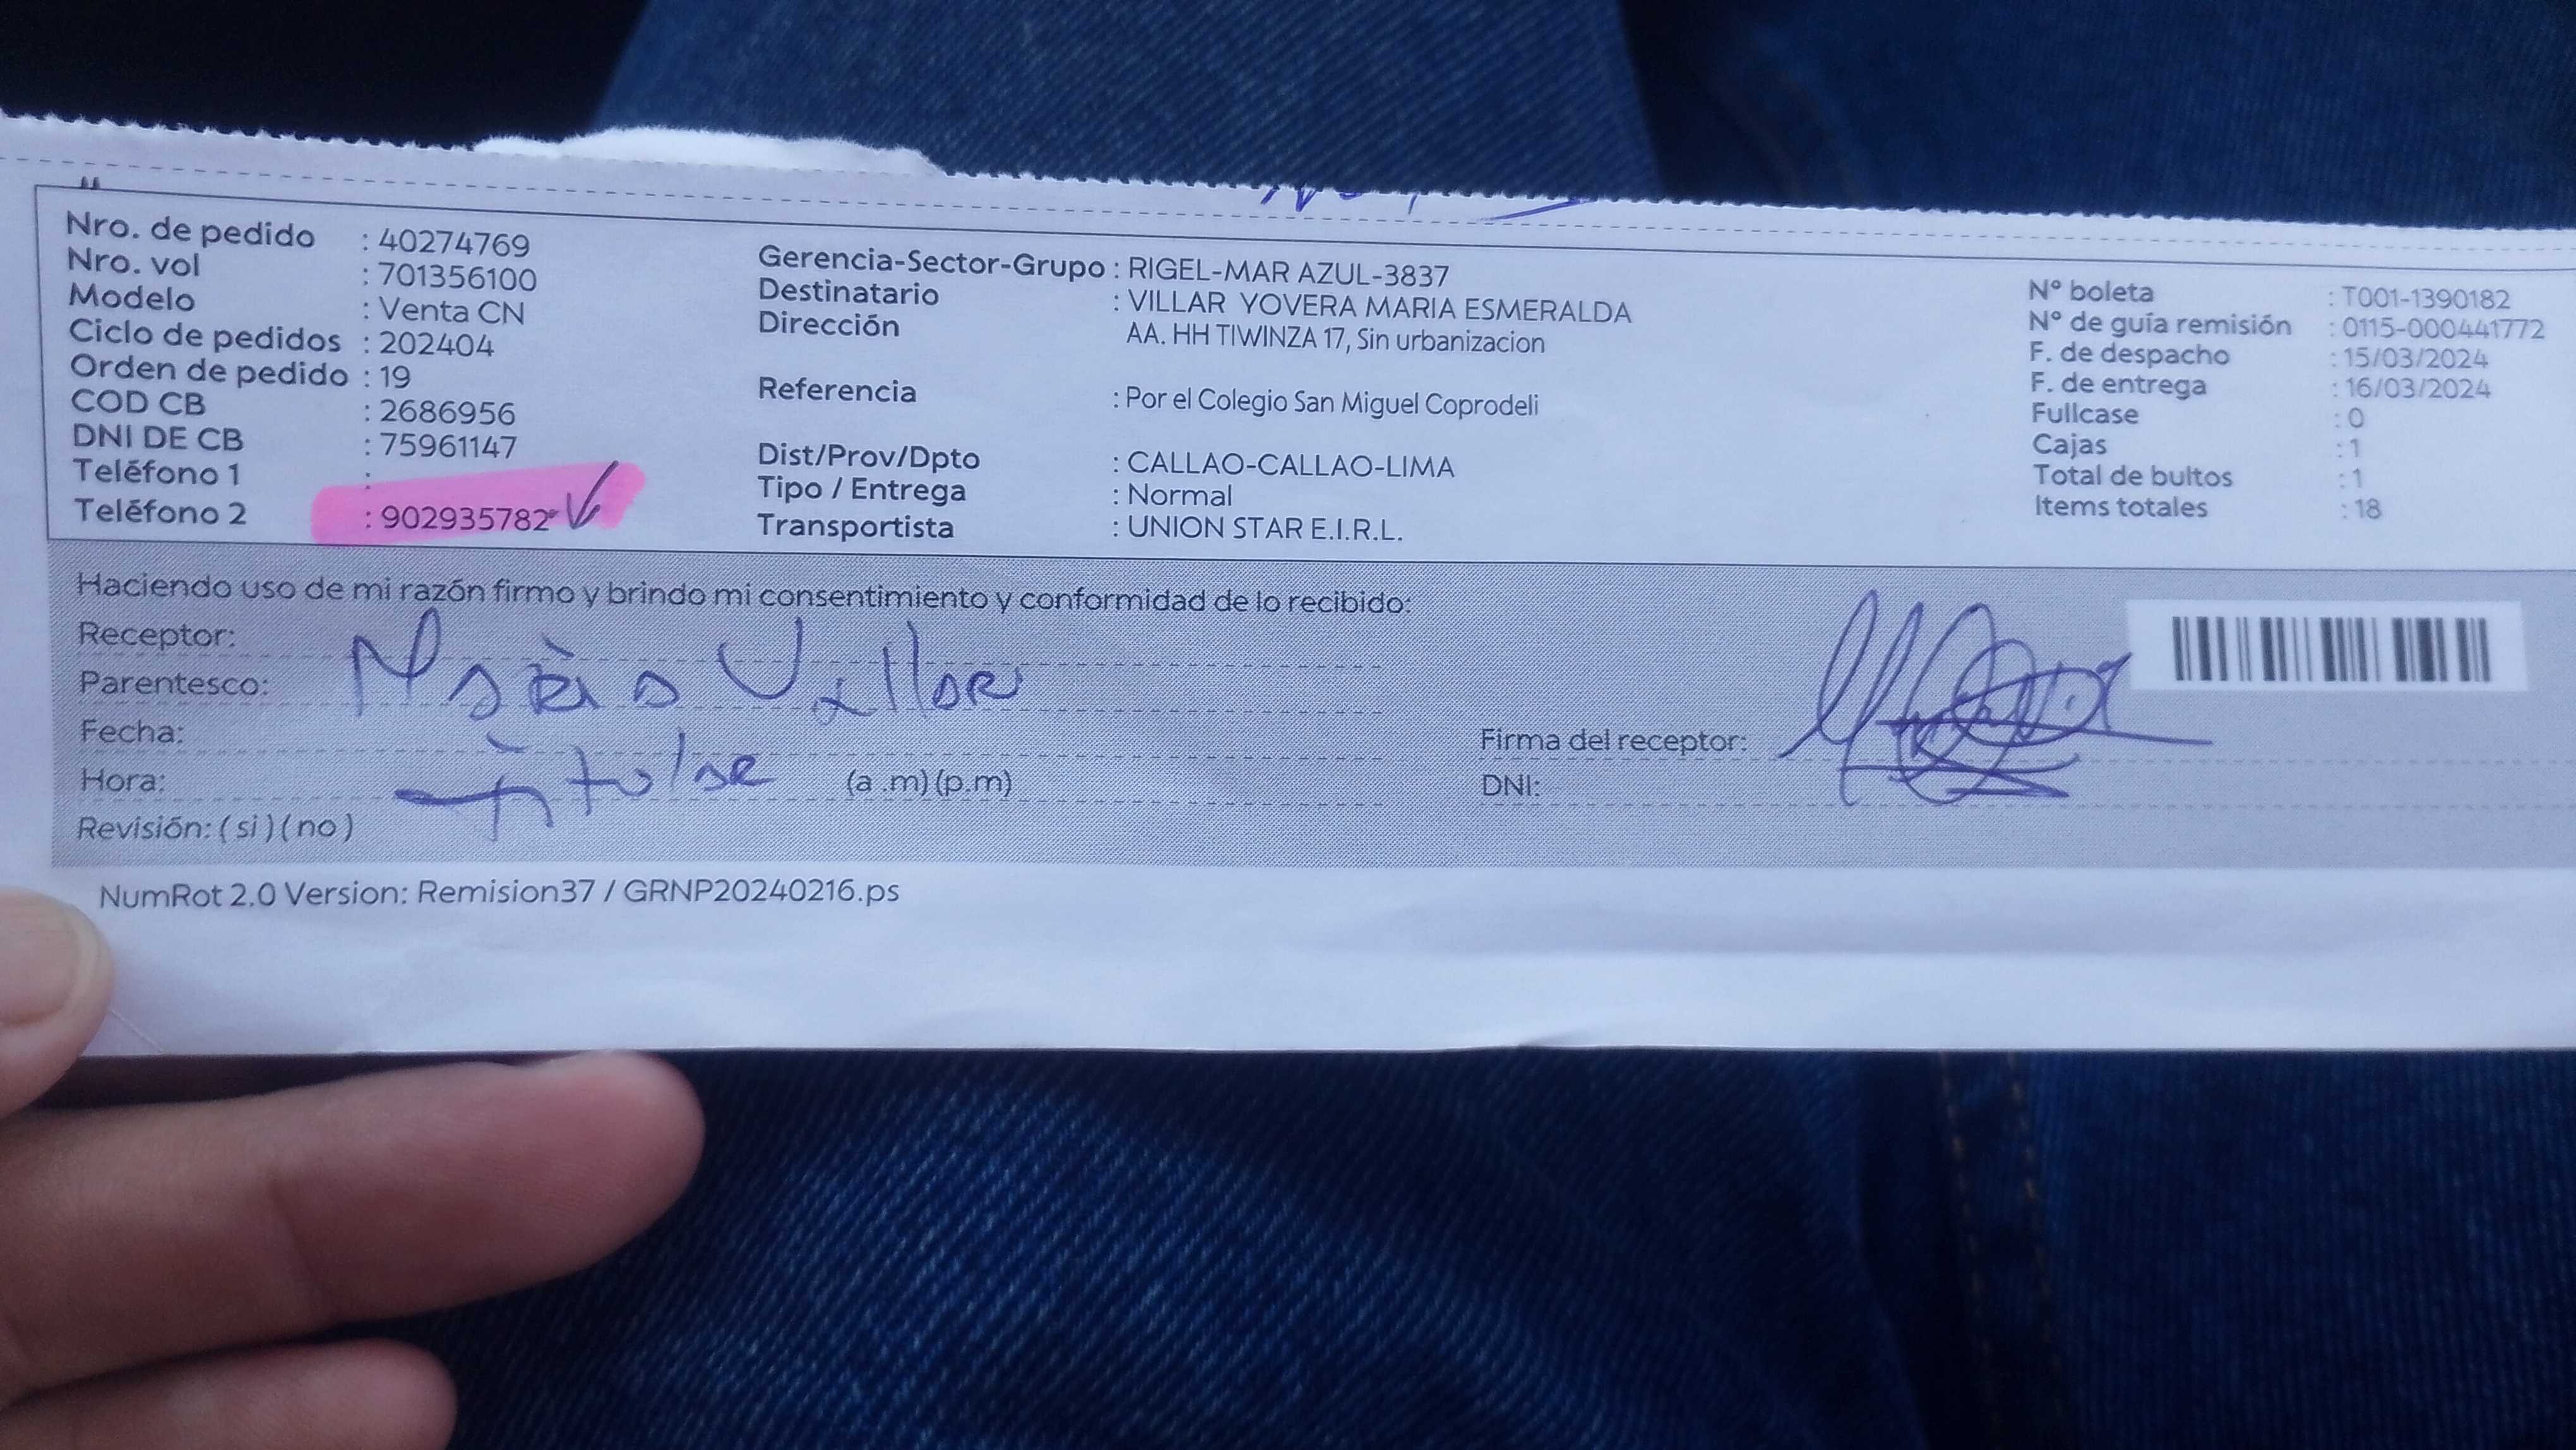 Nro. de pedido : 40274769
Nro. vol : 701356100
Modelo : Venta CN
Ciclo de pedidos : 202404
Orden de pedido : 19
COD CB : 2686956
DNI DE CB : 75961147
Teléfono 1 :
Teléfono 2 : 902935782
Gerencia-Sector-Grupo : RIGEL-MAR AZUL-3837
Destinatario : VILLAR YOVERA MARIA ESMERALDA
Dirección AA. HH TIWINZA 17, Sin urbanizacion
Referencia : Por el Colegio San Miguel Coprodeli
Dist/Prov/Dpto : CALLAO-CALLAO-LIMA
Tipo / Entrega : Normal
Transportista : UNION STAR E.I.R.L.
N° boleta : T001-1390182
N° de guía remisión : 0115-000441772
F. de despacho : 15/03/2024
F. de entrega : 16/03/2024
Fullcase : 0
Cajas : 1
Total de bultos : 1
Items totales : 18
Haciendo uso de mi razón firmo y brindo mi consentimiento y conformidad de lo recibido:
Receptor:
Parentesco:
Villar
Fecha:
Hora: (a .m) (p.m)
Revisión: ( si ) ( no )
Firma del receptor:
DNI:
NumRot 2.0 Version: Remision37 / GRNP20240216.ps